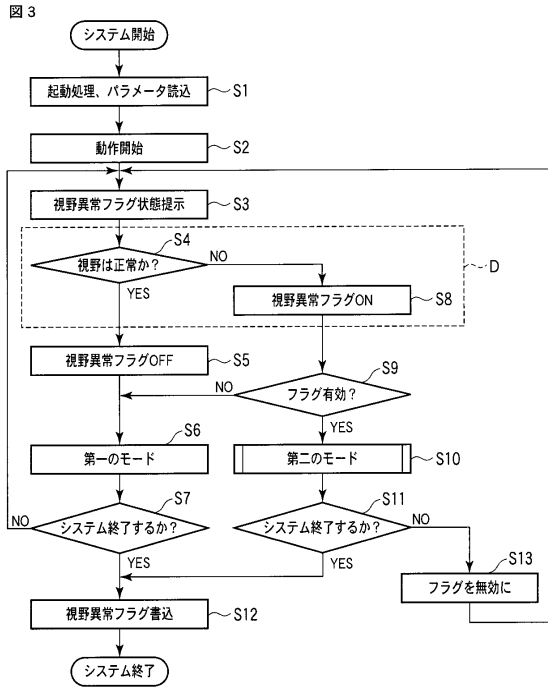 図3
システム開始
起動処理、パラメータ読込
S1
動作開始
S2
視野異常フラグ状態提示
S3
S4
視野は正常か?
NO
D
YES
視野異常フラグON
S8
視野異常フラグOFF
S5
S9
NO
フラグ有効?
YES
S6
第一のモード
第二のモード
S10
S7
S11
NO
システム終了するか?
システム終了するか?
NO
YES
YES
S13
フラグを無効に
視野異常フラグ書込
S12
システム終了